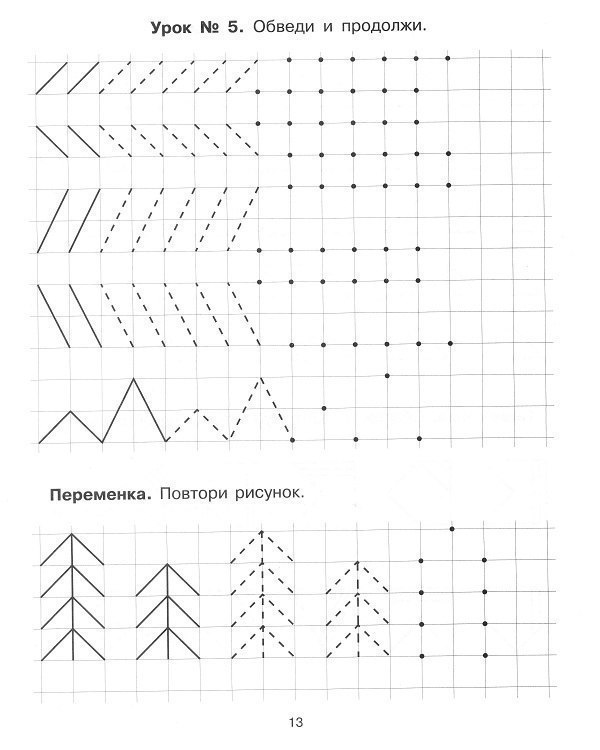 Урок № 5. Обведи и продолжи.
Переменка. Повтори рисунок.
13